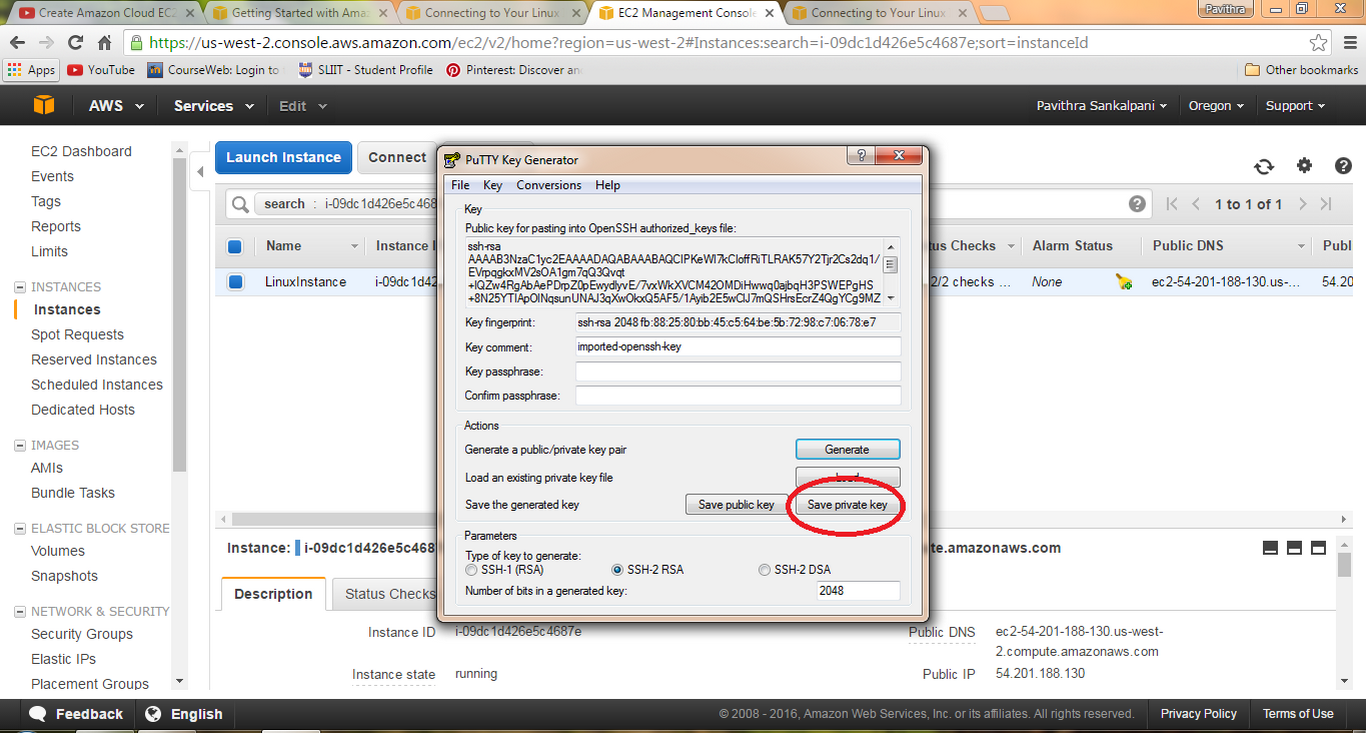 Create Amazon Cloud EC2
Getting Started with Amaz
Connecting to Your Linux
EC2 Management Console
Connecting to Your Linux
Pavithra
https://us-west-2.console.aws.amazon.com/ec2/v2/home?region=us-west-2#Instances:search=i-09dc1d426e5c4687e;sort=instanceId
Apps YouTube CourseWeb: Login to SLIIT - Student Profile Pinterest: Discover an Other bookmarks
AWS Services Edit Pavithra Sankalpani Oregon Support
EC2 Dashboard
Events
Tags
Reports
Limits
INSTANCES
Instances
Spot Requests
Reserved Instances
Scheduled Instances
Dedicated Hosts
IMAGES
AMIs
Bundle Tasks
ELASTIC BLOCK STORE
Volumes
Snapshots
NETWORK & SECURITY
Security Groups
Elastic IPs
Placement Groups
Launch Instance Connect
search : i-09dc1d426e5c468
1 to 1 of 1
Name Instance I tus Checks Alarm Status Public DNS Publ
LinuxInstance i-09dc1d426e5c4 2/2 checks ... None ec2-54-201-188-130.us-... 54.20
PuTTY Key Generator
File Key Conversions Help
Key
Public key for pasting into OpenSSH authorized_keys file:
ssh-rsa
AAAAB3NzaC1yc2EAAAADAQABAAABAQCIPKeWl7kCloffRiTLRAK57Y2Tjr2Cs2dq1/
EVrpqgkxMV2sOA1gm7qQ3Qvqt
+IQZw4RgAbAePDrpZ0pEwydlyvE/7vxWkXVCM42OMDiHwwq0ajbqH3PSWEPgHS
+8N25YTIApOlNqsunUNAJ3qXwOkxQ5AF5/1Ayib2E5wCIJ7mQSHrsEcrZ4QgYCg9MZ
Key fingerprint: ssh-rsa 2048 fb:88:25:80:bb:45:c5:64:be:5b:72:98:c7:06:78:e7
Key comment: imported-openssh-key
Key passphrase:
Confirm passphrase:
Actions
Generate a public/private key pair Generate
Load an existing private key file Load
Save the generated key Save public key Save private key
Parameters
Type of key to generate:
SSH-1 (RSA) SSH-2 RSA SSH-2 DSA
Number of bits in a generated key: 2048
Instance: i-09dc1d426e5c468 te.amazonaws.com
Description Status Checks
Instance ID i-09dc1d426e5c4687e
Instance state running
Public DNS ec2-54-201-188-130.us-west-
2.compute.amazonaws.com
Public IP 54.201.188.130
Feedback English © 2008 - 2016, Amazon Web Services, Inc. or its affiliates. All rights reserved. Privacy Policy Terms of Use